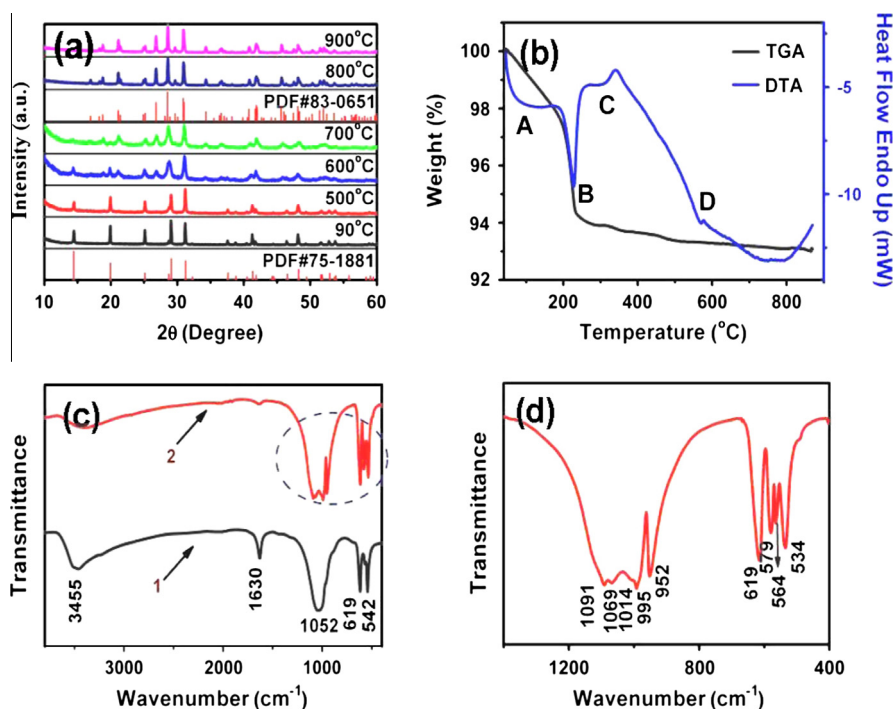 (a)
900°C
800°C
PDF#83-0651
700°C
600°C
500°C
90°C
PDF#75-1881
Intensity (a.u.)
10 20 30 40 50 60
2θ (Degree)
(b)
TGA
DTA
A
B
C
D
Weight (%)
100
98
96
94
92
0 200 400 600 800
Temperature (°C)
-5
-10
Heat Flow Endo Up (mW)
(c)
2
1
3455
1630
1052
619
542
Transmittance
3000 2000 1000
Wavenumber (cm-1)
(d)
1091
1069
1014
995
952
619
579
564
534
Transmittance
1200 800 600 400
Wavenumber (cm-1)